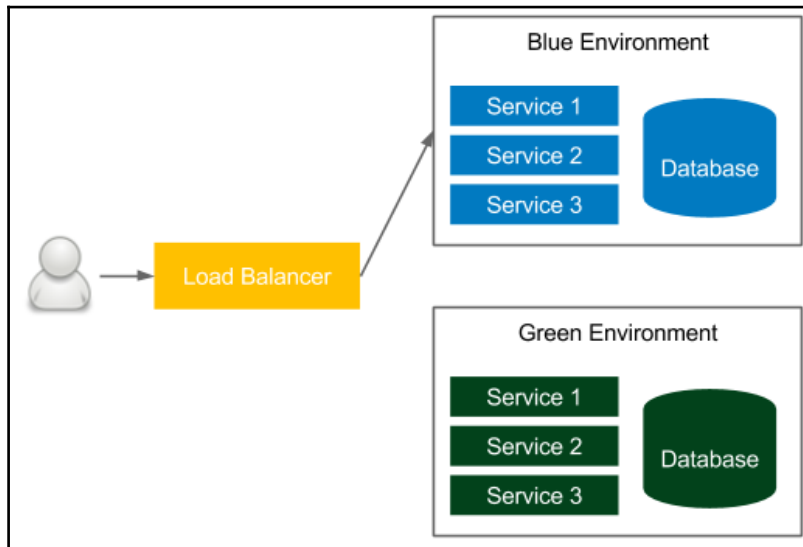 Blue Environment
Service 1
Service 2
Service 3
Database
Load Balancer
Green Environment
Service 1
Service 2
Service 3
Database